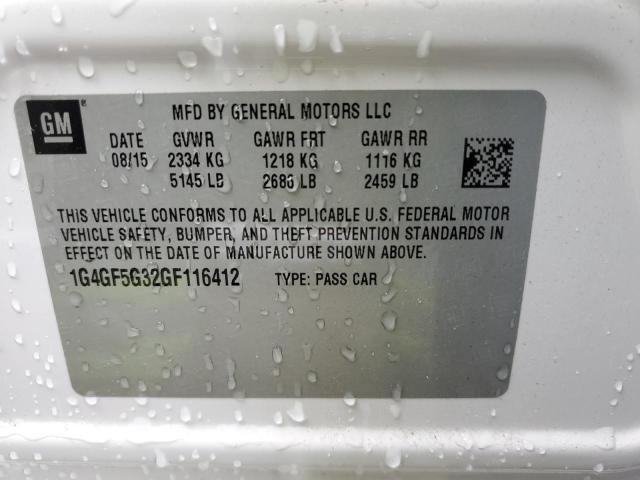 GM
MFD BY GENERAL MOTORS LLC
DATE GVWR GAWR FRT GAWR RR
08/15 2334 KG 1218 KG 1116 KG
5145 LB 2686 LB 2459 LB
THIS VEHICLE CONFORMS TO ALL APPLICABLE U.S. FEDERAL MOTOR
VEHICLE SAFETY, BUMPER, AND THEFT PREVENTION STANDARDS IN
EFFECT ON THE DATE OF MANUFACTURE SHOWN ABOVE.
1G4GF5G32GF116412 TYPE: PASS CAR